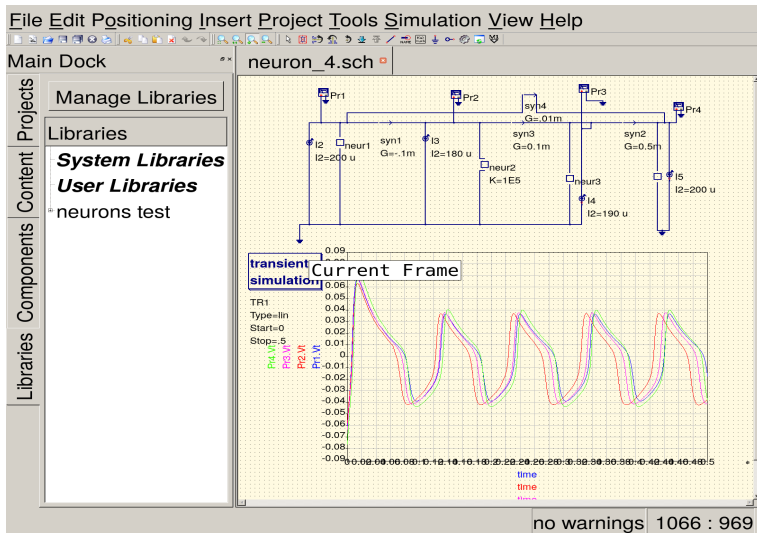 File Edit Positioning Insert Project Tools Simulation View Help
Main Dock
neuron_4.sch
Projects
Content
Components
Libraries
Manage Libraries
Libraries
System Libraries
User Libraries
neurons test
Pr1
Pr2
Pr3
Pr4
syn4
G=.01m
I2
I2=200 u
neur1
syn1
G=-.1m
I3
I2=180 u
neur2
K=1E5
syn3
G=0.1m
neur3
I4
I2=190 u
syn2
G=0.5m
I5
I2=200 u
transient
simulation
Current Frame
TR1
Type=lin
Start=0
Stop=.5
Pr4.Vt
Pr3.Vt
Pr2.Vt
Pr1.Vt
0.09
0.05
0.04
0.03
0.02
0.01
0
-0.01
-0.02
-0.03
-0.04
-0.05
-0.06
-0.07
-0.08
-0.09
time
time
time
no warnings
1066 : 969